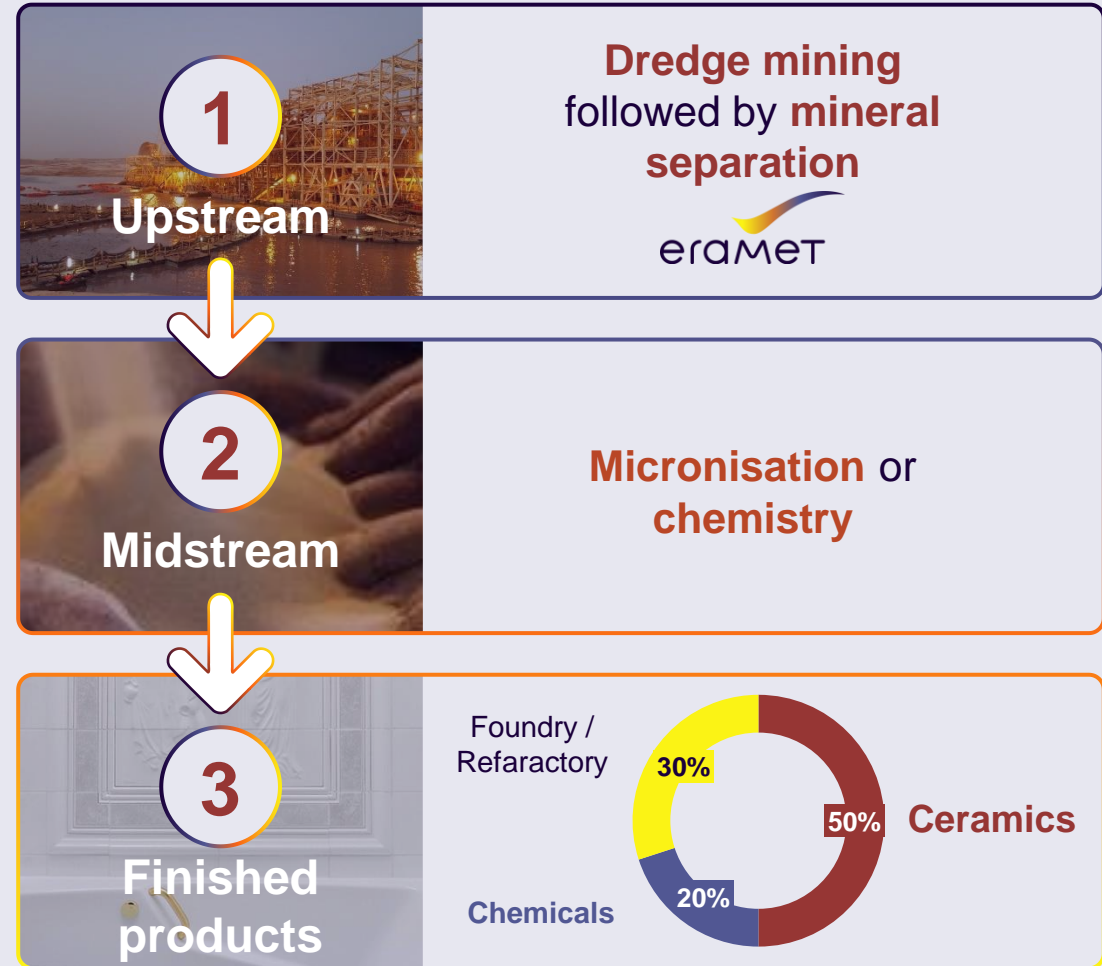 1
Upstream
Dredge mining
followed by mineral
separation
eramet
2
Midstream
Micronisation or
chemistry
3
Finished
products
Foundry /
Refaractory
30%
50%
Ceramics
20%
Chemicals